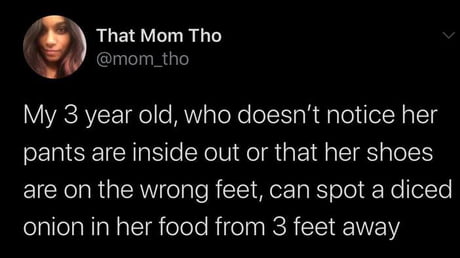 That Mom Tho
@mom_tho
My 3 year old, who doesn’t notice her
pants are inside out or that her shoes
are on the wrong feet, can spot a diced
onion in her food from 3 feet away